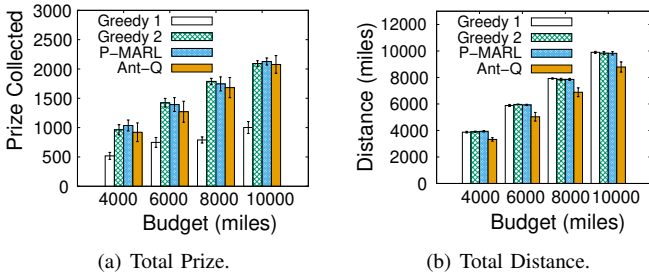 Prize Collected
3000
2500
2000
1500
1000
500
0
Greedy 1
Greedy 2
P-MARL
Ant-Q
4000 6000 8000 10000
Budget (miles)
(a) Total Prize.
Distance (miles)
12000
10000
8000
6000
4000
2000
0
Greedy 1
Greedy 2
P-MARL
Ant-Q
4000 6000 8000 10000
Budget (miles)
(b) Total Distance.